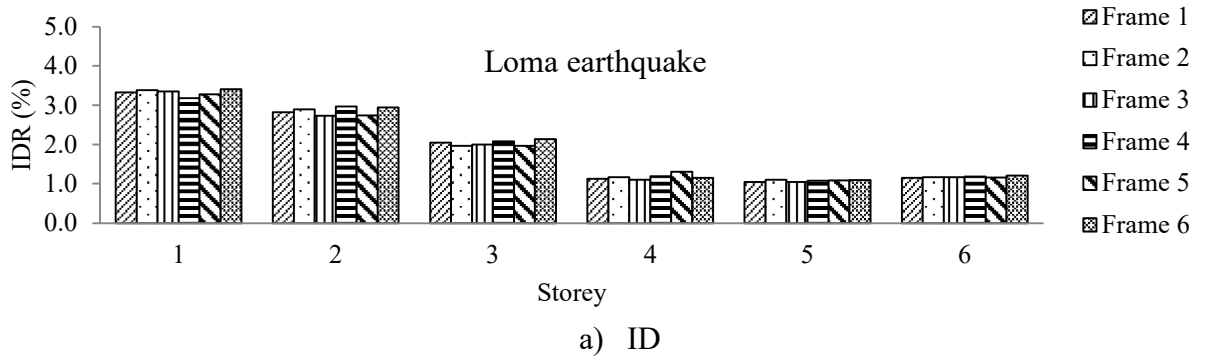 5.0
4.0
3.0
2.0
1.0
0.0
IDR (%)
Loma earthquake
1 2 3 4 5 6
Storey
Frame 1
Frame 2
Frame 3
Frame 4
Frame 5
Frame 6
a) ID